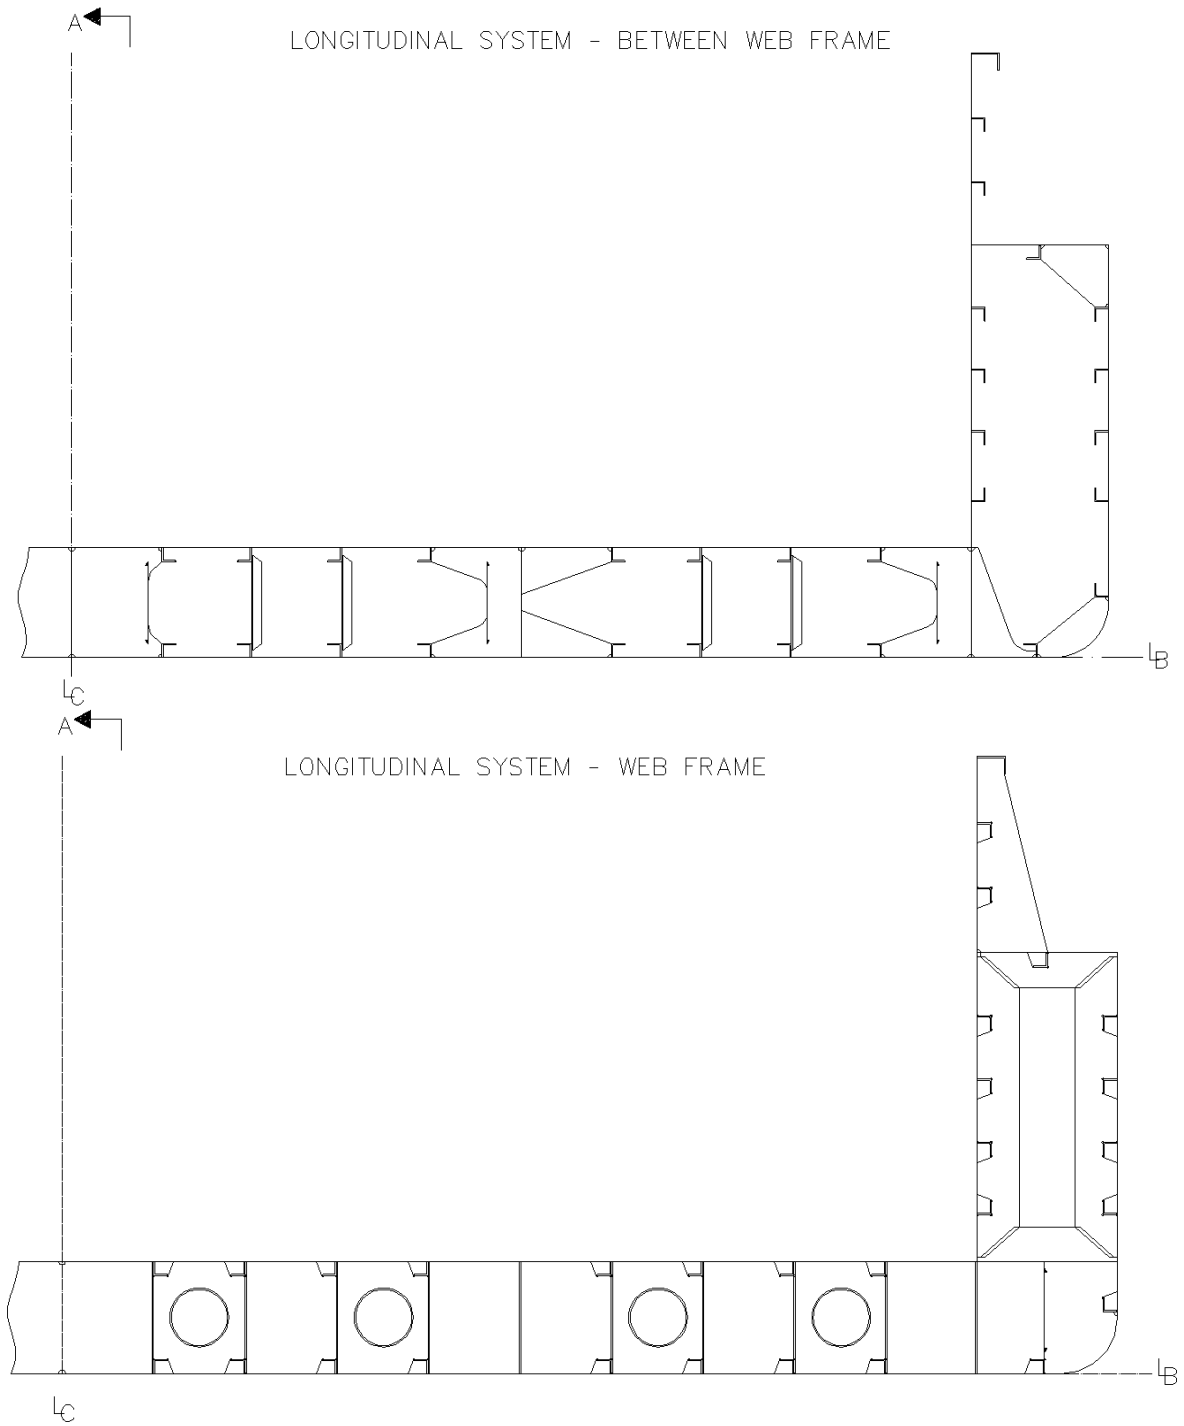 A
LONGITUDINAL SYSTEM - BETWEEN WEB FRAME
LB
LC
A
LONGITUDINAL SYSTEM - WEB FRAME
LB
LC